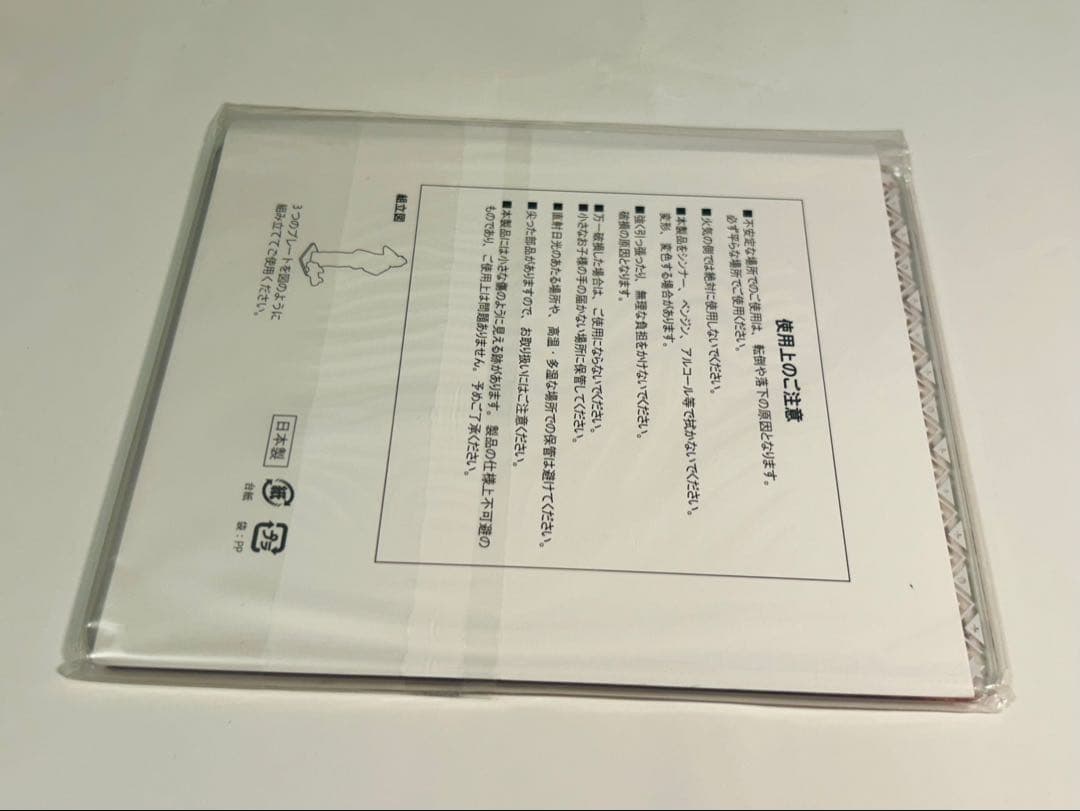 使用上のご注意
■不安定な場所でのご使用は、転倒や落下の原因となります。
必ず平らな場所でご使用ください。
■火気の側では絶対に使用しないでください。
■本製品をシンナー、ベンジン、アルコール等で拭かないでください。
変形、変色する場合があります。
■強く引っ張ったり、無理な負担をかけないでください。
破損の原因となります。
■万一破損した場合は、ご使用にならないでください。
■小さなお子様の手の届かない場所に保管してください。
■直射日光のあたる場所や、高温・多湿な場所での保管は避けてください。
■尖った部品がありますので、お取り扱いにはご注意ください。
■本製品には小さな傷のように見える跡があります。製品の仕様上不可避の
ものであり、ご使用上は問題ありません。予めご了承ください。
組立図
3つのプレートを図のように
組み立ててご使用ください。
日本製
紙
台紙
プラ
袋：PP